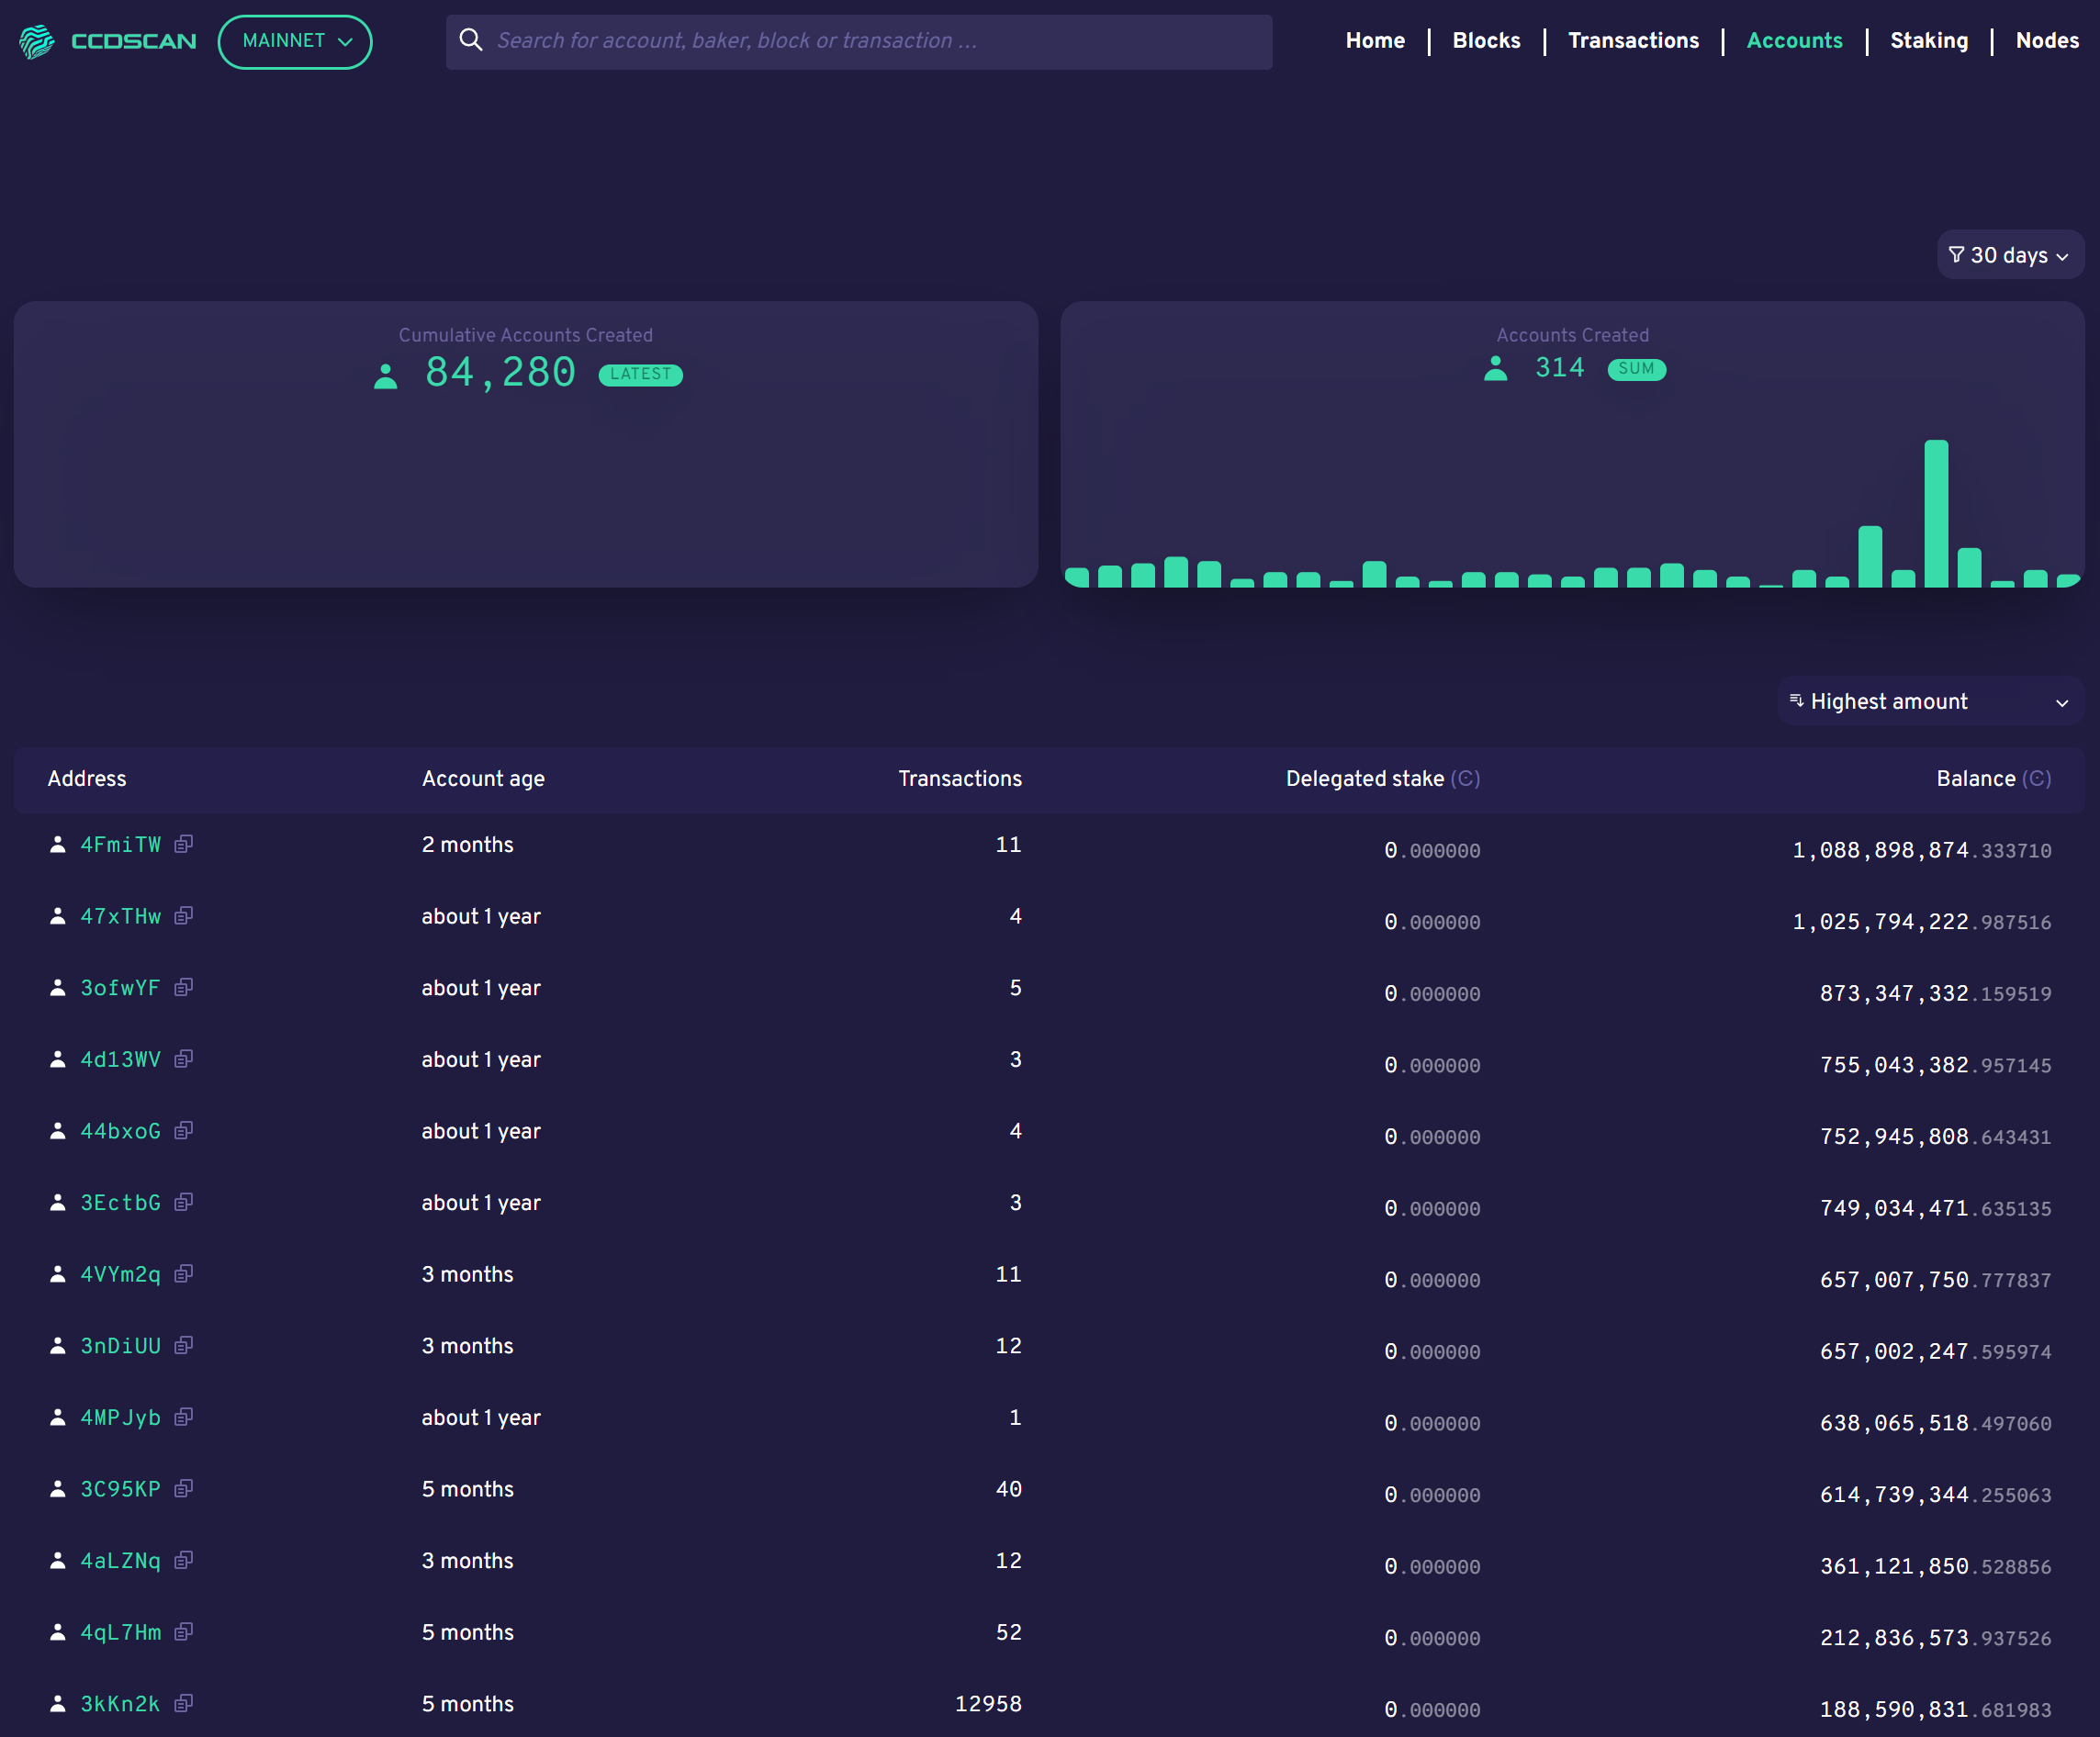 CCDSCAN MAINNET Search for account, baker, block or transaction ... Home Blocks Transactions Accounts Staking Nodes
30 days
Cumulative Accounts Created
84,280 LATEST
Accounts Created
314 SUM
Highest amount
Address Account age Transactions Delegated stake (Ͼ) Balance (Ͼ)
4FmiTW 2 months 11 0.000000 1,088,898,874.333710
47xTHw about 1 year 4 0.000000 1,025,794,222.987516
3ofwYF about 1 year 5 0.000000 873,347,332.159519
4d13WV about 1 year 3 0.000000 755,043,382.957145
44bxoG about 1 year 4 0.000000 752,945,808.643431
3EctbG about 1 year 3 0.000000 749,034,471.635135
4VYm2q 3 months 11 0.000000 657,007,750.777837
3nDiUU 3 months 12 0.000000 657,002,247.595974
4MPJyb about 1 year 1 0.000000 638,065,518.497060
3C95KP 5 months 40 0.000000 614,739,344.255063
4aLZNq 3 months 12 0.000000 361,121,850.528856
4qL7Hm 5 months 52 0.000000 212,836,573.937526
3kKn2k 5 months 12958 0.000000 188,590,831.681983